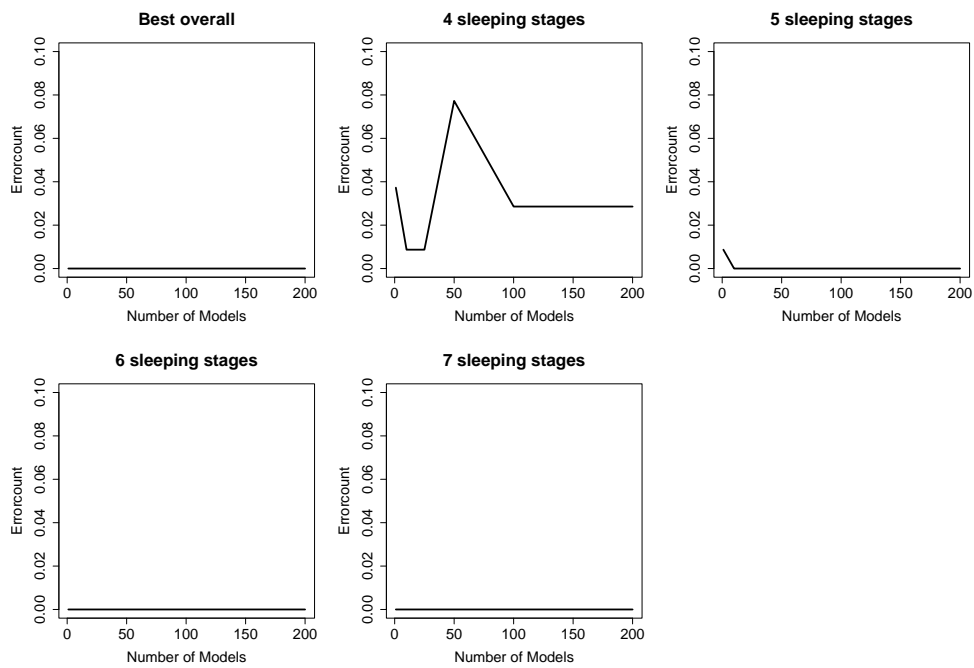 Best overall
Errorcount
0.00 0.02 0.04 0.06 0.08 0.10
0 50 100 150 200
Number of Models
4 sleeping stages
Errorcount
0.00 0.02 0.04 0.06 0.08 0.10
0 50 100 150 200
Number of Models
5 sleeping stages
Errorcount
0.00 0.02 0.04 0.06 0.08 0.10
0 50 100 150 200
Number of Models
6 sleeping stages
Errorcount
0.00 0.02 0.04 0.06 0.08 0.10
0 50 100 150 200
Number of Models
7 sleeping stages
Errorcount
0.00 0.02 0.04 0.06 0.08 0.10
0 50 100 150 200
Number of Models